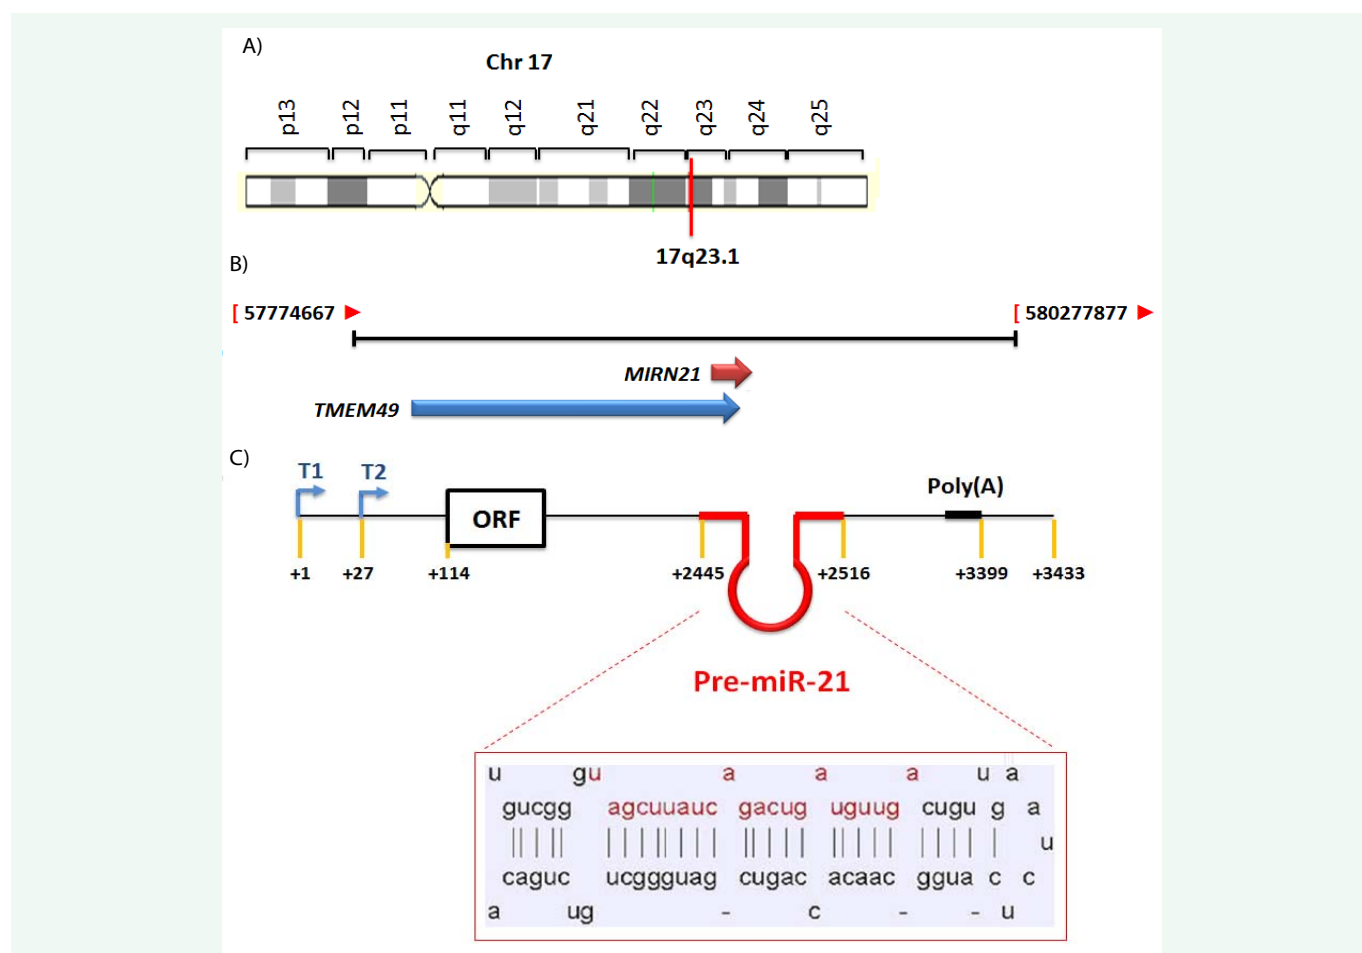 A)
Chr 17
p13 p12 p11 q11 q12 q21 q22 q23 q24 q25
17q23.1
B)
[ 57774667
[ 580277877
MIRN21
TMEM49
C)
T1 T2
Poly(A)
ORF
+1 +27 +114 +2445 +2516 +3399 +3433
Pre-miR-21
u gu a a a u a
gucgg agcuuauc gacug uguug cugu g a
u
caguc ucggguag cugac acaac ggua c c
a ug - c - - u